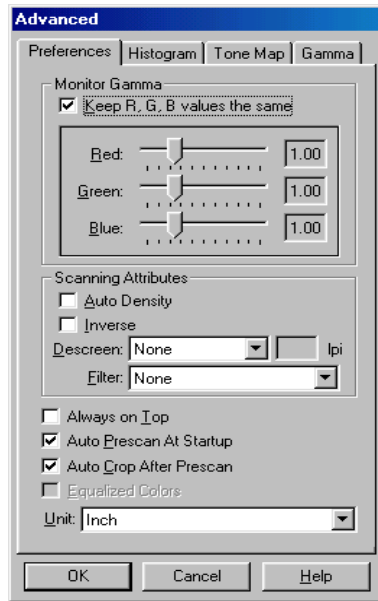 Advanced
Preferences Histogram Tone Map Gamma
Monitor Gamma
Keep R, G, B values the same
Red: 1.00
Green: 1.00
Blue: 1.00
Scanning Attributes
Auto Density
Inverse
Descreen: None lpi
Filter: None
Always on Top
Auto Prescan At Startup
Auto Crop After Prescan
Equalized Colors
Unit: Inch
OK Cancel Help